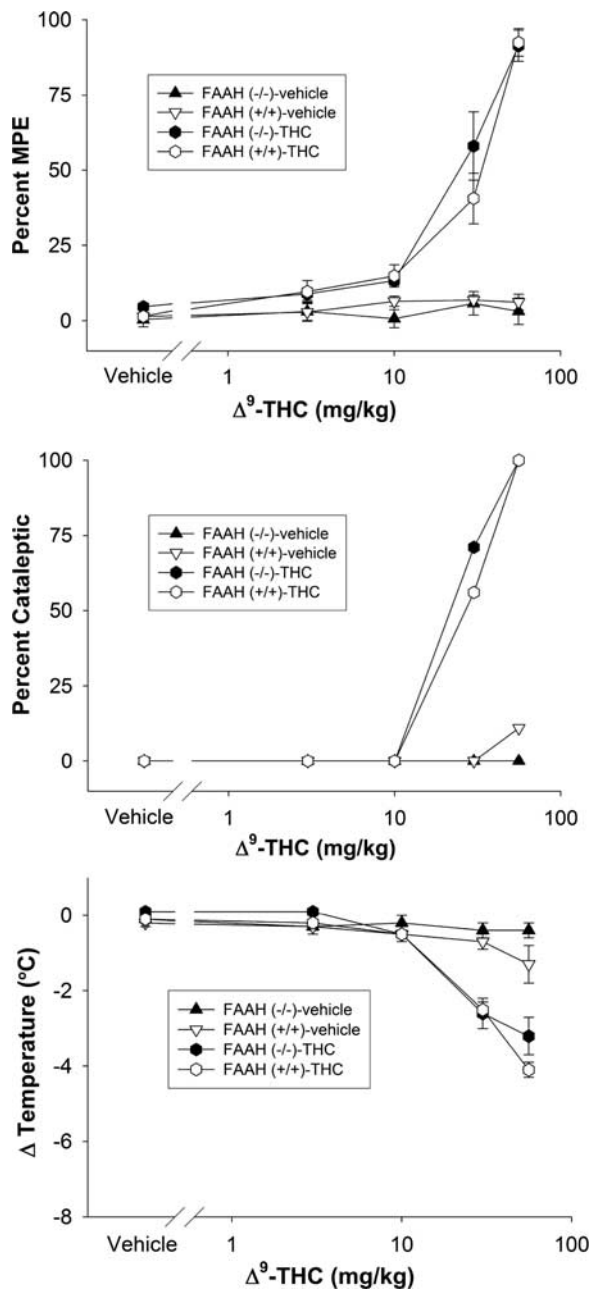 100
75
50
25
0
Percent MPE
FAAH (-/-)-vehicle
FAAH (+/+)-vehicle
FAAH (-/-)-THC
FAAH (+/+)-THC
Vehicle 1 10 100
Δ⁹-THC (mg/kg)
100
75
50
25
0
Percent Cataleptic
FAAH (-/-)-vehicle
FAAH (+/+)-vehicle
FAAH (-/-)-THC
FAAH (+/+)-THC
Vehicle 1 10 100
Δ⁹-THC (mg/kg)
0
-2
-4
-6
-8
Δ Temperature (°C)
FAAH (-/-)-vehicle
FAAH (+/+)-vehicle
FAAH (-/-)-THC
FAAH (+/+)-THC
Vehicle 1 10 100
Δ⁹-THC (mg/kg)